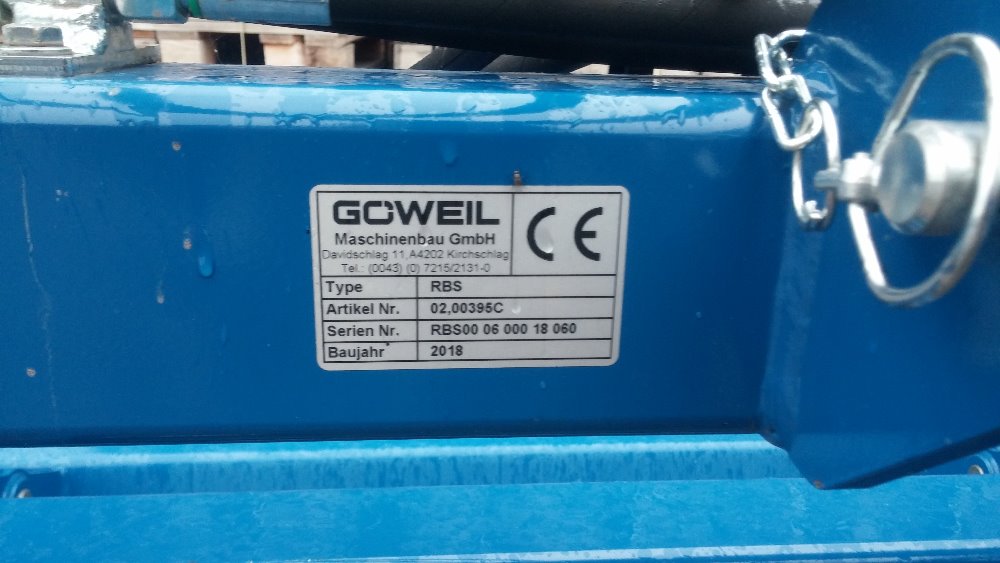 GÖWEIL
Maschinenbau GmbH
Davidschlag 11,A4202 Kirchschlag
Tel.: (0043) (0) 7215/2131-0
CE
Type RBS
Artikel Nr. 02,00395C
Serien Nr. RBS00 06 000 18 060
Baujahr 2018